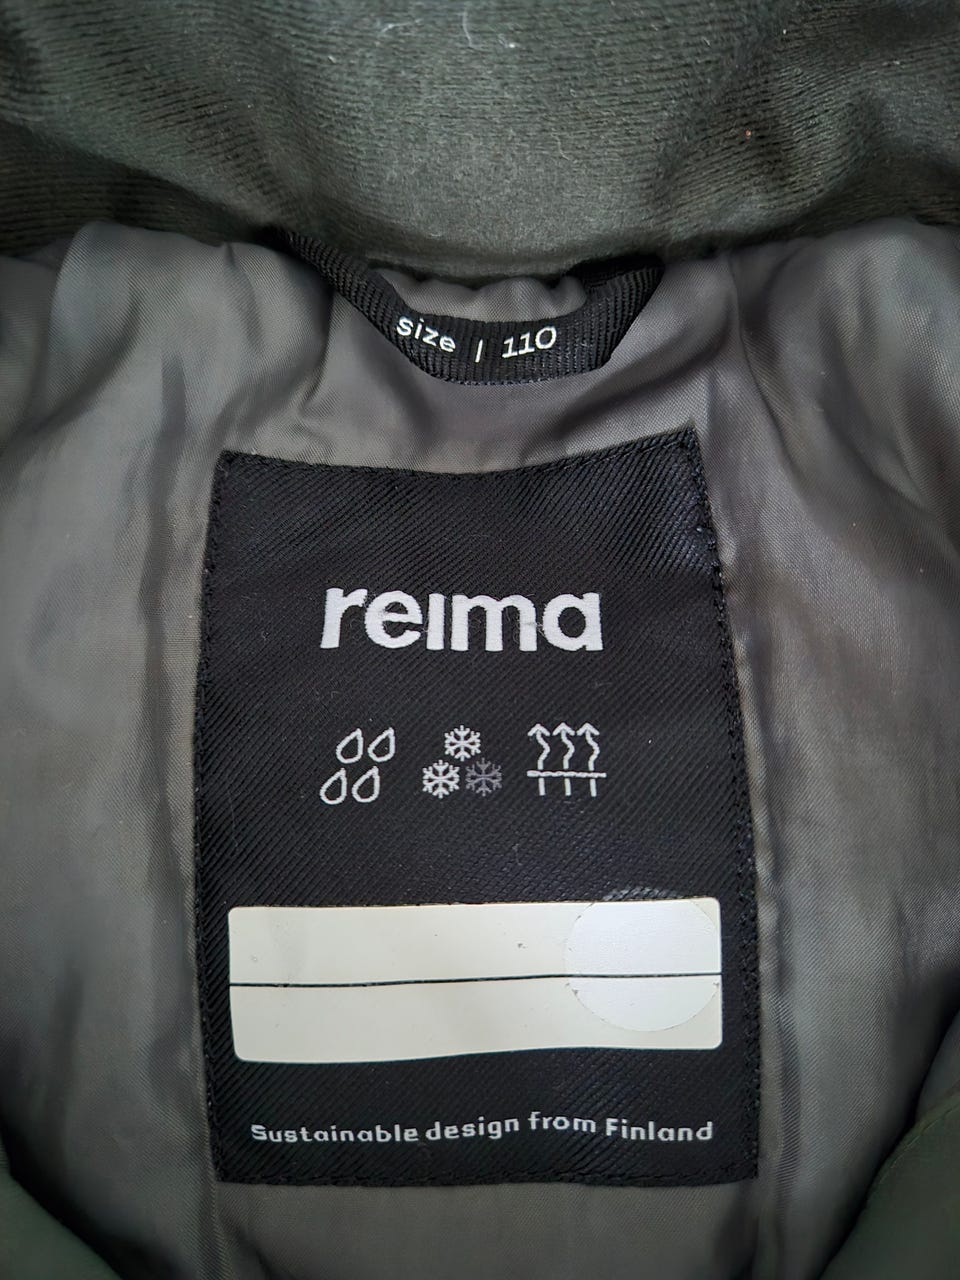 size | 110
reima
Sustainable design from Finland